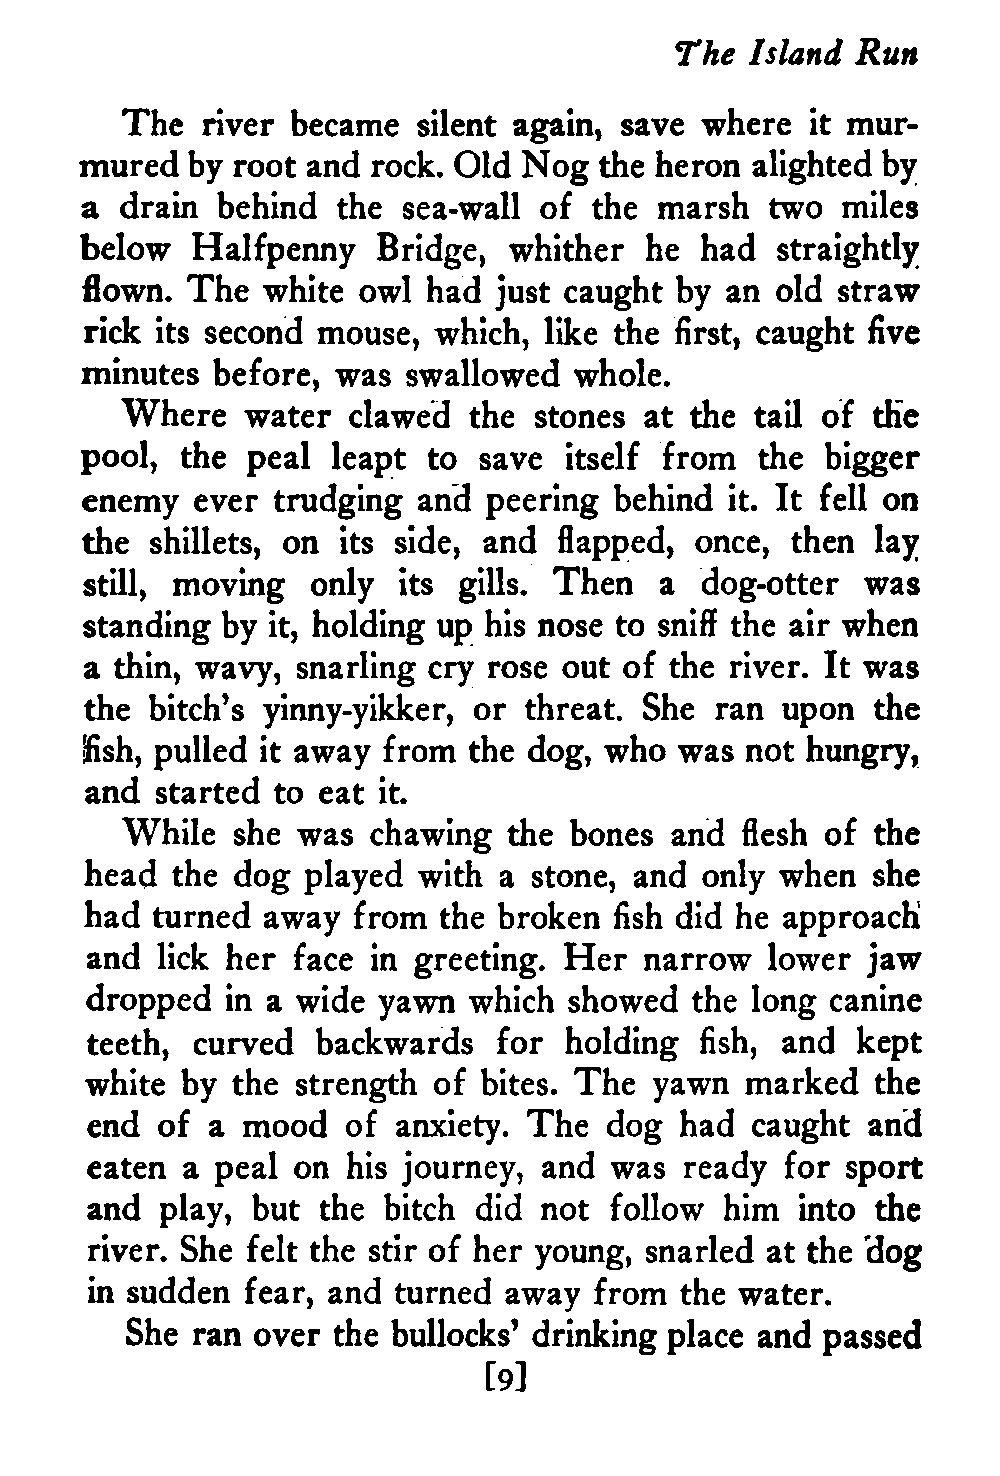 The Island Run
The river became silent again, save where it mur-
mured by root and rock. Old Nog the heron alighted by
a drain behind the sea-wall of the marsh two miles
below Halfpenny Bridge, whither he had straightly
flown. The white owl had just caught by an old straw
rick its second mouse, which, like the first, caught five
minutes before, was swallowed whole.
Where water clawed the stones at the tail of the
pool, the peal leapt to save itself from the bigger
enemy ever trudging and peering behind it. It fell on
the shillets, on its side, and flapped, once, then lay
still, moving only its gills. Then a dog-otter was
standing by it, holding up his nose to sniff the air when
a thin, wavy, snarling cry rose out of the river. It was
the bitch's yinny-yikker, or threat. She ran upon the
fish, pulled it away from the dog, who was not hungry,
and started to eat it.
While she was chawing the bones and flesh of the
head the dog played with a stone, and only when she
had turned away from the broken fish did he approach
and lick her face in greeting. Her narrow lower jaw
dropped in a wide yawn which showed the long canine
teeth, curved backwards for holding fish, and kept
white by the strength of bites. The yawn marked the
end of a mood of anxiety. The dog had caught and
eaten a peal on his journey, and was ready for sport
and play, but the bitch did not follow him into the
river. She felt the stir of her young, snarled at the dog
in sudden fear, and turned away from the water.
She ran over the bullocks' drinking place and passed
[9]